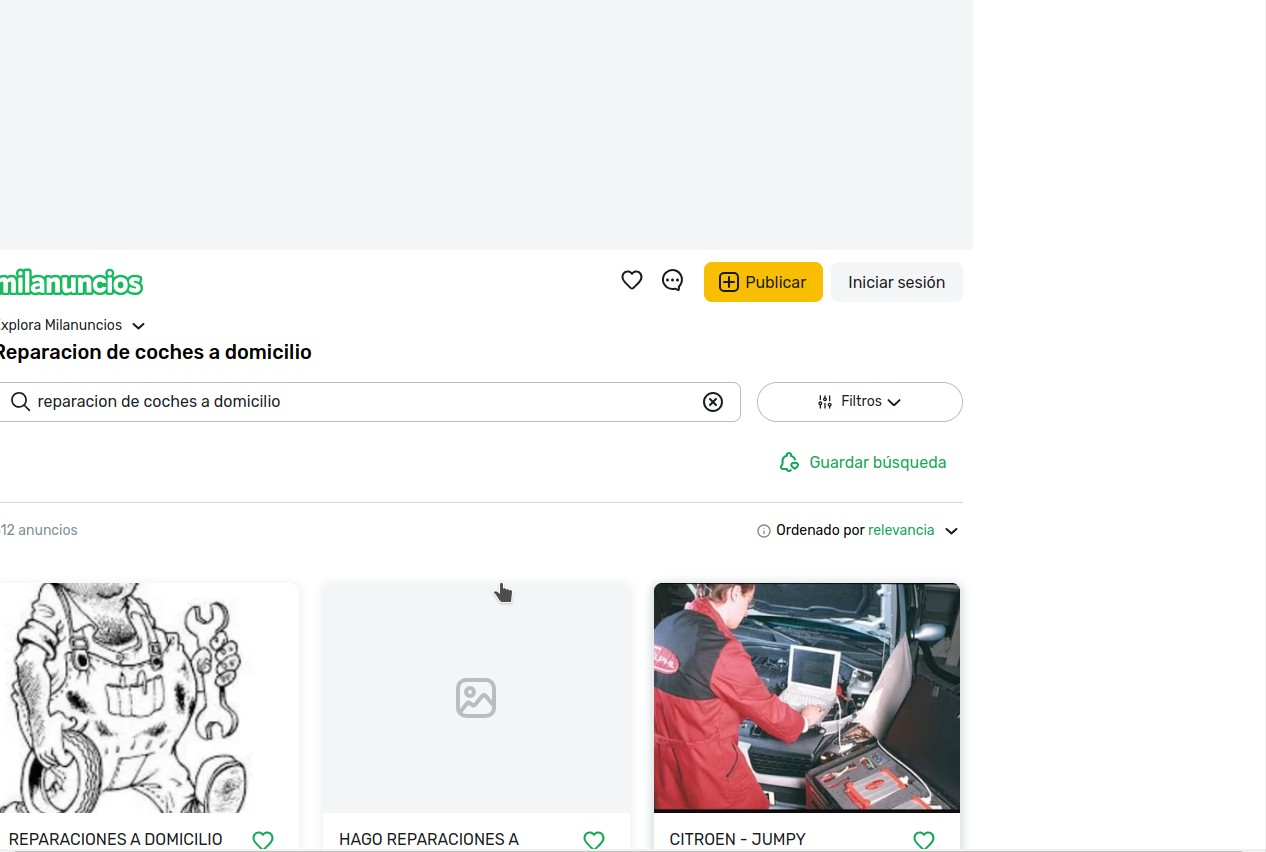 milanuncios
Publicar
Iniciar sesión
xplora Milanuncios
Reparacion de coches a domicilio
reparacion de coches a domicilio
Filtros
Guardar búsqueda
12 anuncios
Ordenado por relevancia
REPARACIONES A DOMICILIO
HAGO REPARACIONES A
CITROEN - JUMPY